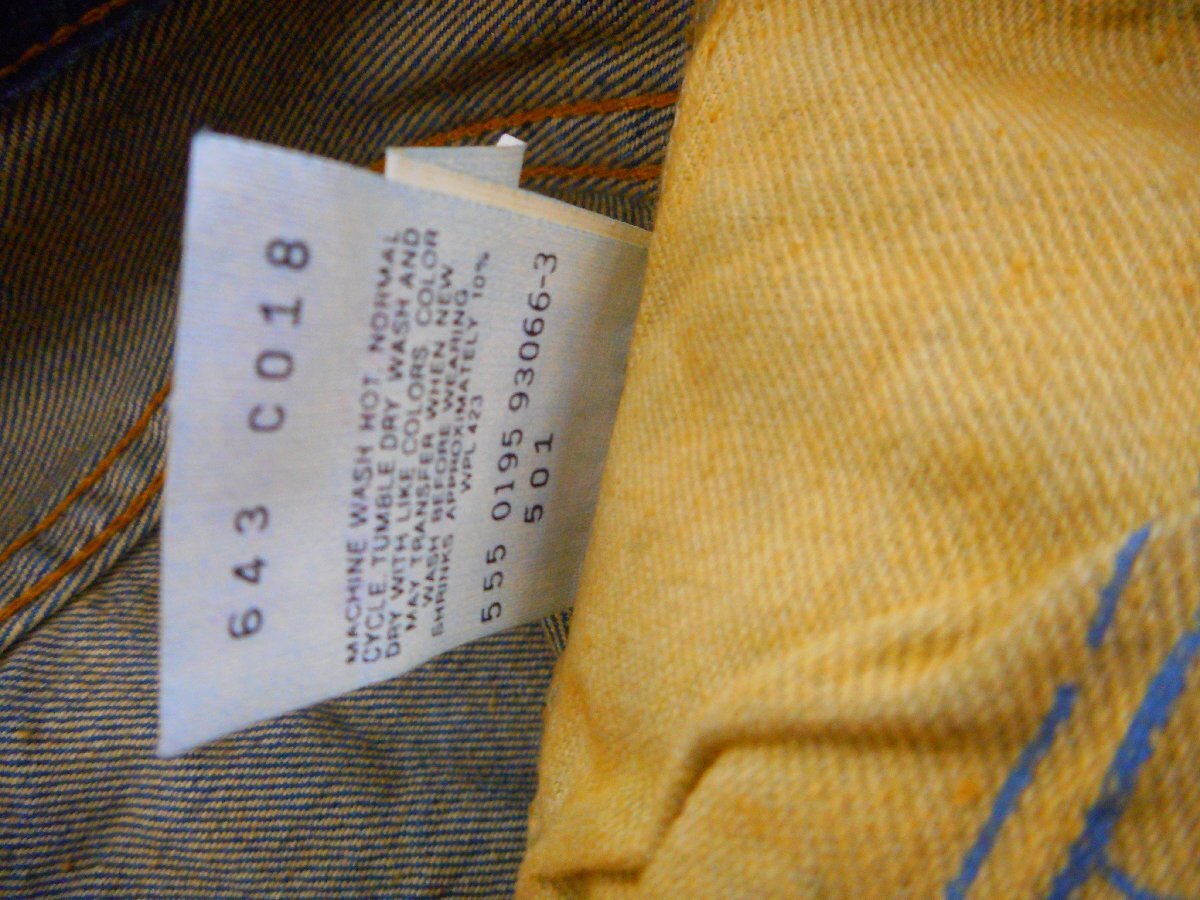 643 C018
MACHINE WASH HOT. NORMAL
CYCLE. TUMBLE DRY WASH AND
DRY WITH LIKE COLORS. COLOR
MAY TRANSFER WHEN NEW.
WASH BEFORE WEARING
SHRINKS APPROXIMATELY 10%
WPL 423
555 0195 93066-3
501